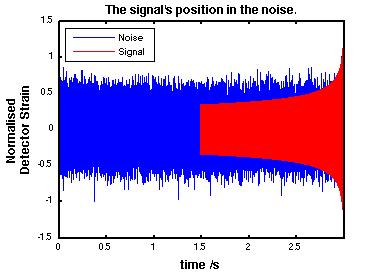 The signal's position in the noise.
1.5
1
0.5
0
-0.5
-1
-1.5
Normalised
Detector Strain
Noise
Signal
0 0.5 1 1.5 2 2.5
time /s